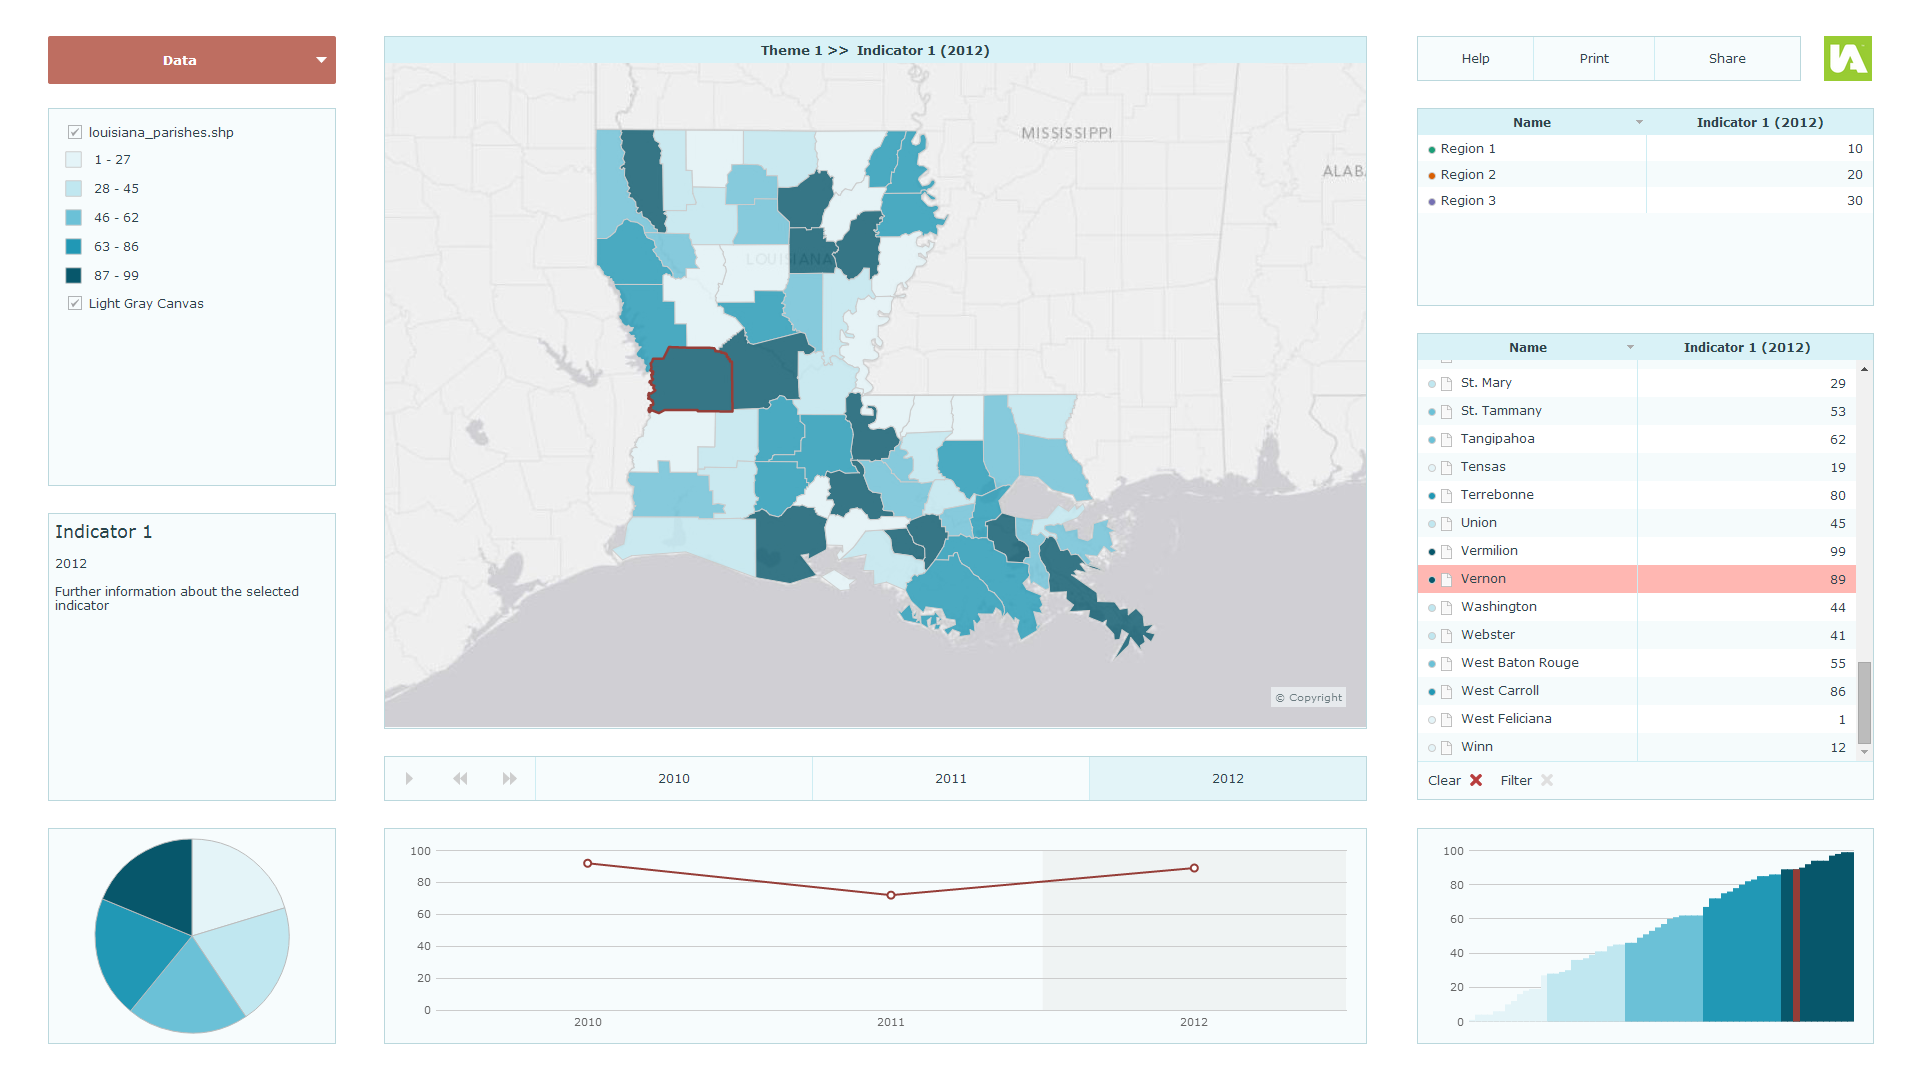 Data
louisiana_parishes.shp
1 - 27
28 - 45
46 - 62
63 - 86
87 - 99
Light Gray Canvas
Indicator 1
2012
Further information about the selected
indicator
Theme 1 >> Indicator 1 (2012)
MISSISSIPPI
ALAB
LOUISIANA
© Copyright
2010 2011 2012
100
80
60
40
20
0
2010 2011 2012
Help Print Share
Name Indicator 1 (2012)
Region 1 10
Region 2 20
Region 3 30
Name Indicator 1 (2012)
St. Mary 29
St. Tammany 53
Tangipahoa 62
Tensas 19
Terrebonne 80
Union 45
Vermilion 99
Vernon 89
Washington 44
Webster 41
West Baton Rouge 55
West Carroll 86
West Feliciana 1
Winn 12
Clear Filter
100
80
60
40
20
0